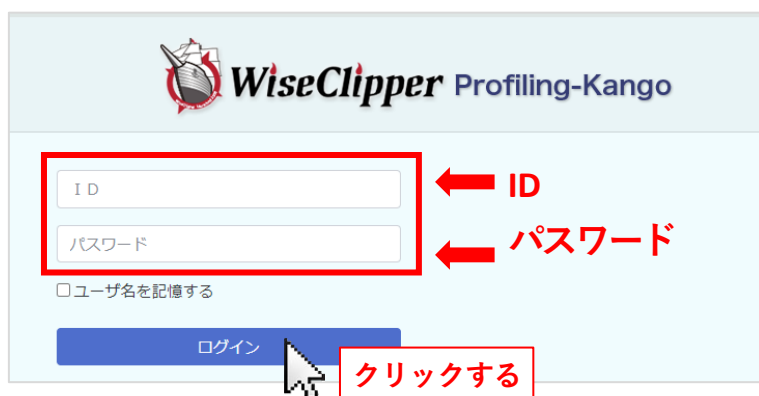 WiseClipper Profiling-Kango
ＩＤ
ID
パスワード
パスワード
ユーザ名を記憶する
ログイン
クリックする